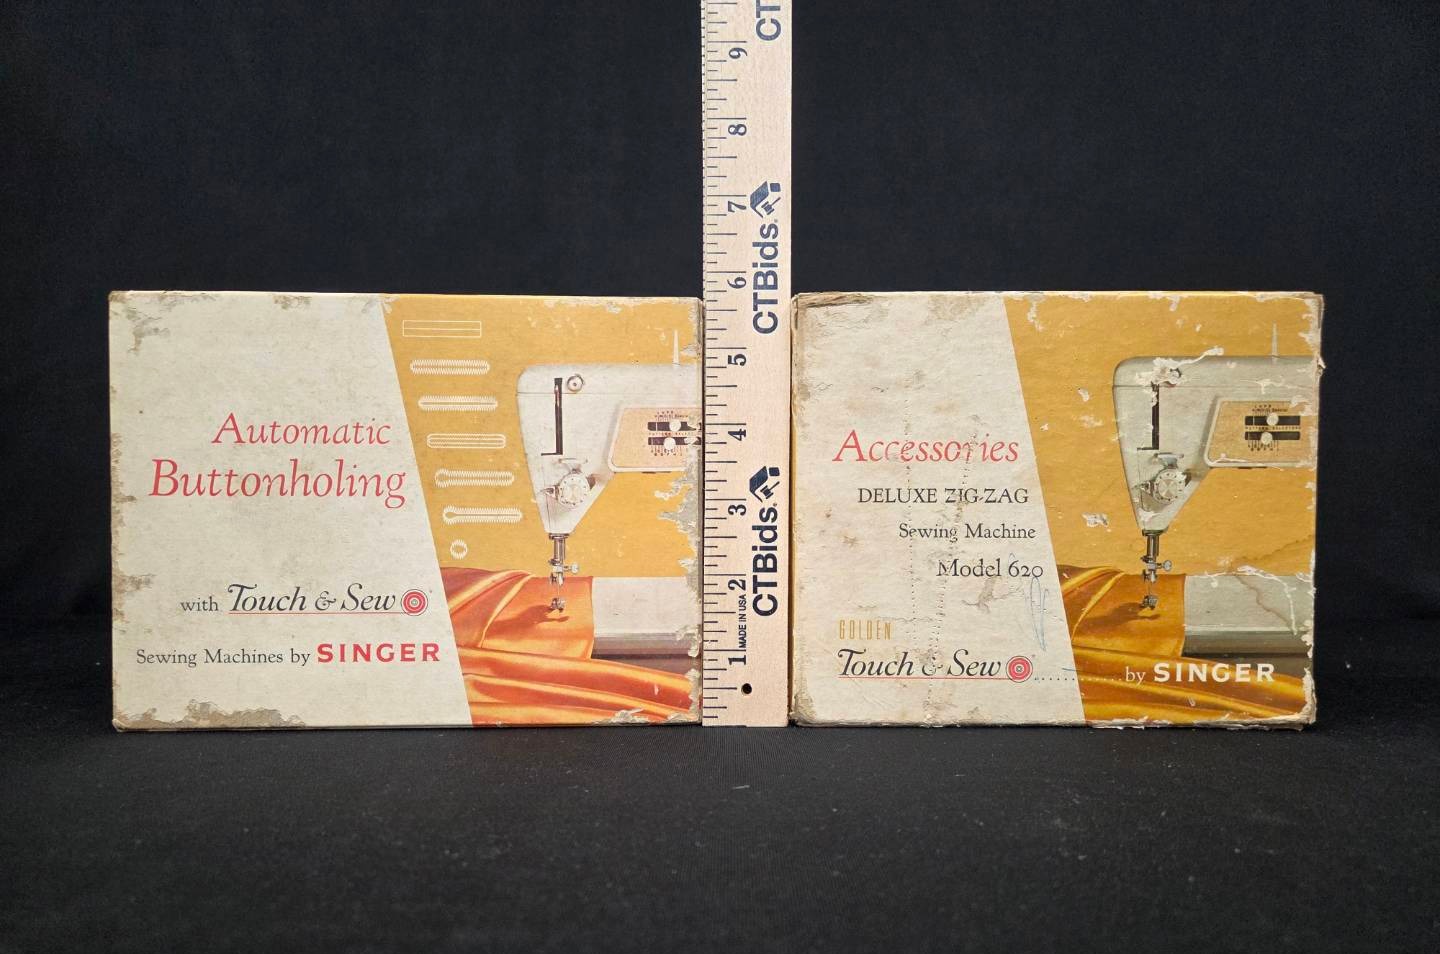 Automatic
Buttonholing
with Touch & Sew
Sewing Machines by SINGER
9
8
7
CTBids.
6
5
4
CTBids.
3
2
MADE IN USA
1
CT
Accessories
DELUXE ZIG-ZAG
Sewing Machine
Model 620
GOLDEN
Touch & Sew
by SINGER